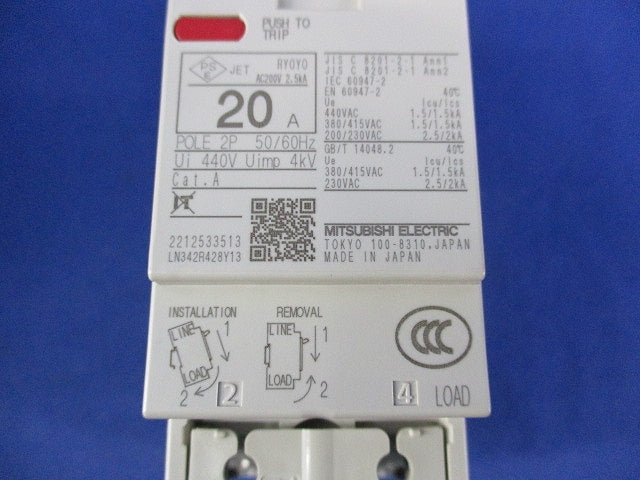 PUSH TO
TRIP
PS
E
JET
RYOYO
AC200V 2.5kA
20 A
POLE 2P 50/60Hz
Ui 440V Uimp 4kV
Cat.A
2212533513
LN342R428Y13
JIS C 8201-2-1 Ann1
JIS C 8201-2-1 Ann2
IEC 60947-2
EN 60947-2 40℃
Ue Icu/Ics
440VAC 1.5/1.5kA
380/415VAC 1.5/1.5kA
200/230VAC 2.5/2kA
GB/T 14048.2 40℃
Ue Icu/Ics
380/415VAC 1.5/1.5kA
230VAC 2.5/2kA
MITSUBISHI ELECTRIC
TOKYO 100-8310,JAPAN
MADE IN JAPAN
INSTALLATION
LINE
LOAD
1
2
REMOVAL
LINE
LOAD
1
2
CCC
2
4 LOAD